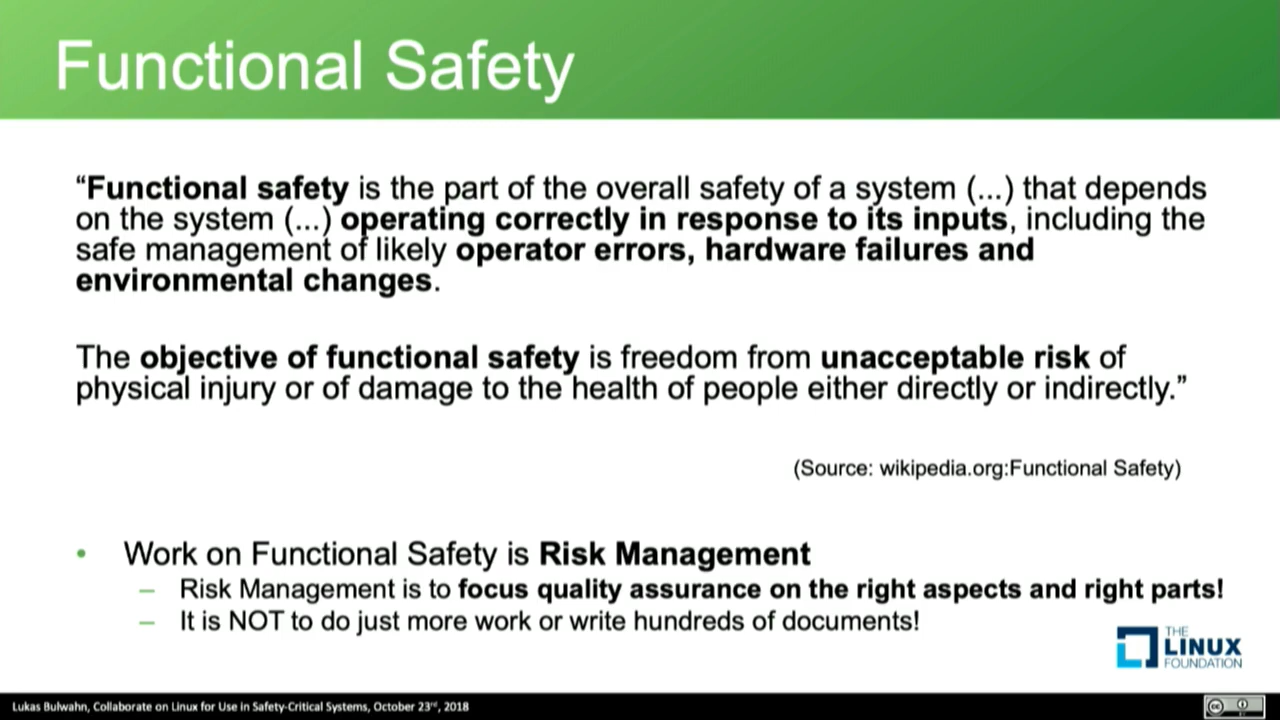 Functional Safety
“Functional safety is the part of the overall safety of a system (...) that depends
on the system (...) operating correctly in response to its inputs, including the
safe management of likely operator errors, hardware failures and
environmental changes.
The objective of functional safety is freedom from unacceptable risk of
physical injury or of damage to the health of people either directly or indirectly.”
(Source: wikipedia.org:Functional Safety)
• Work on Functional Safety is Risk Management
– Risk Management is to focus quality assurance on the right aspects and right parts!
– It is NOT to do just more work or write hundreds of documents!
THE
LINUX
FOUNDATION
Lukas Bulwahn, Collaborate on Linux for Use in Safety-Critical Systems, October 23rd, 2018
cc